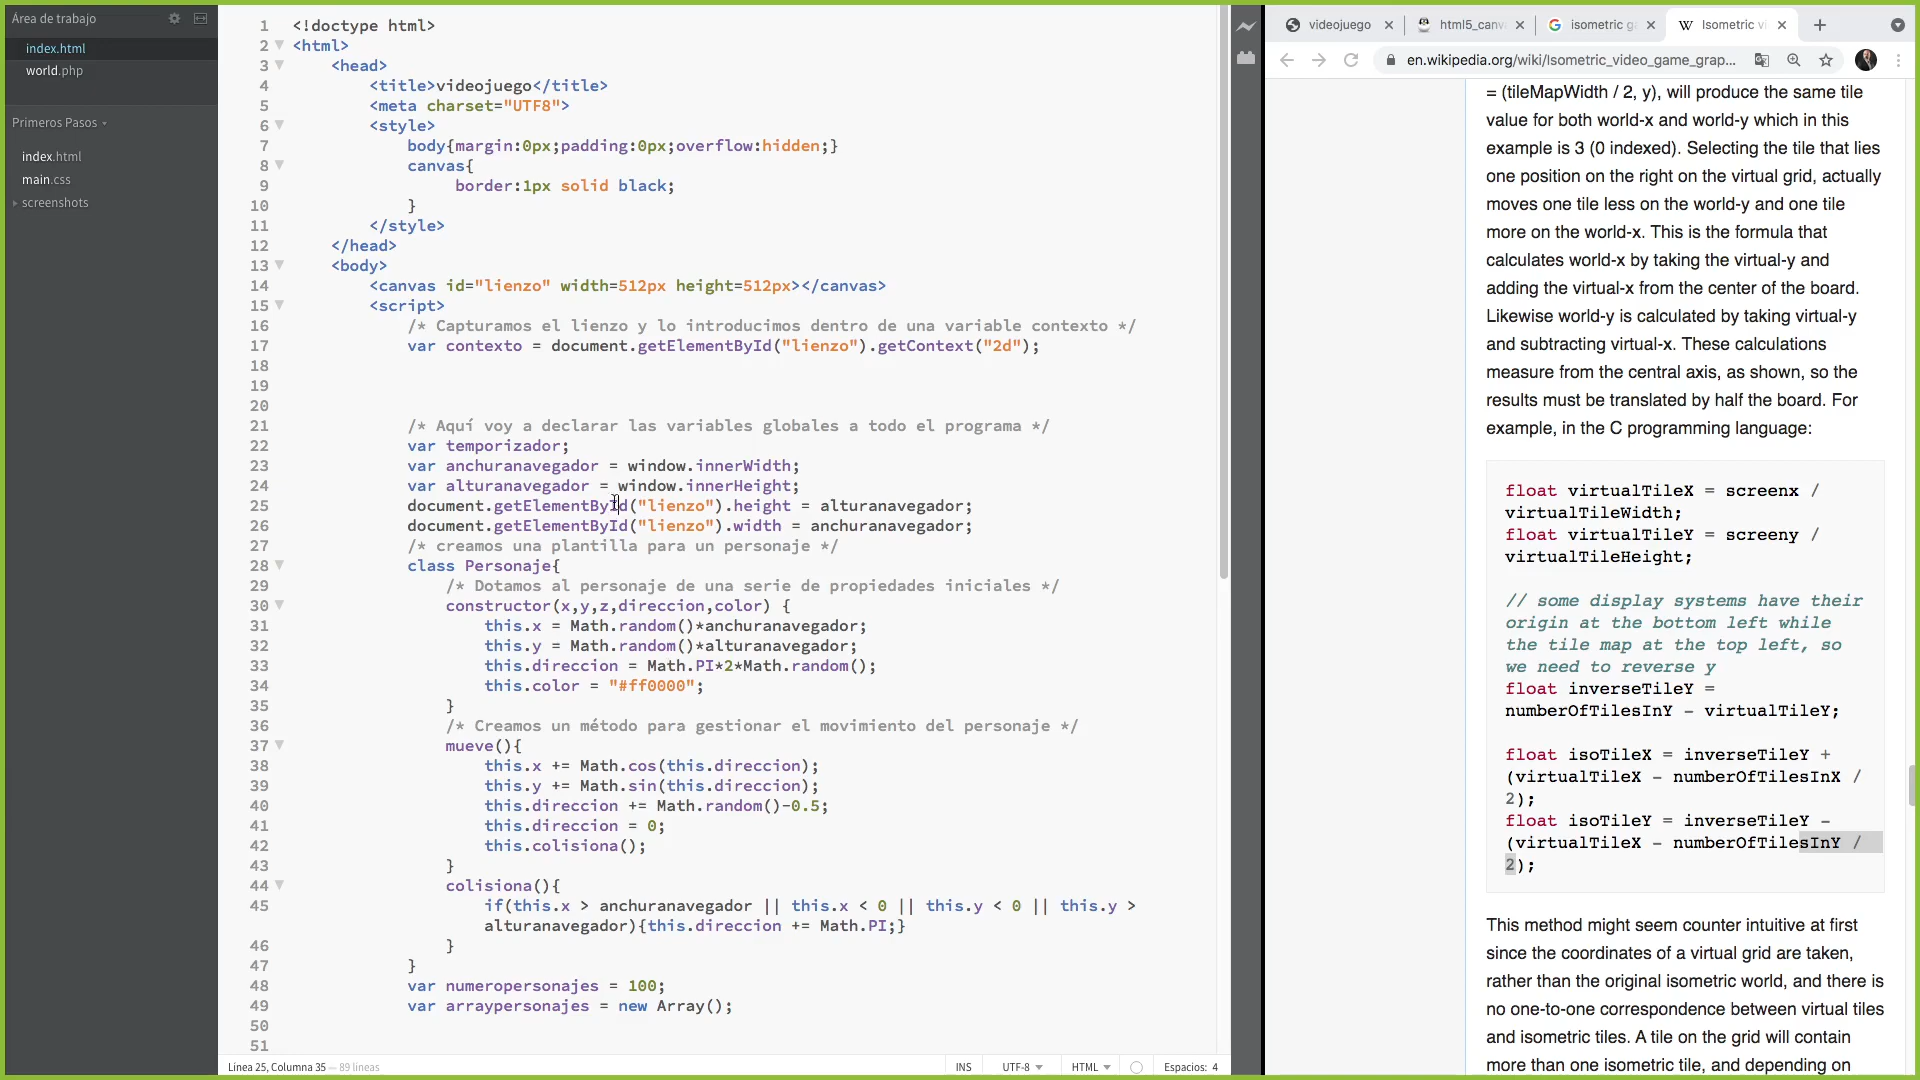 Área de trabajo
index.html
world.php
Primeros Pasos
index.html
main.css
screenshots
1 <!doctype html>
2 <html>
3 <head>
4 <title>videojuego</title>
5 <meta charset="UTF8">
6 <style>
7 body{margin:0px;padding:0px;overflow:hidden;}
8 canvas{
9 border:1px solid black;
10 }
11 </style>
12 </head>
13 <body>
14 <canvas id="lienzo" width=512px height=512px></canvas>
15 <script>
16 /* Capturamos el lienzo y lo introducimos dentro de una variable contexto */
17 var contexto = document.getElementById("lienzo").getContext("2d");
18
19
20
21 /* Aquí voy a declarar las variables globales a todo el programa */
22 var temporizador;
23 var anchuranavegador = window.innerWidth;
24 var alturanavegador = window.innerHeight;
25 document.getElementById("lienzo").height = alturanavegador;
26 document.getElementById("lienzo").width = anchuranavegador;
27 /* creamos una plantilla para un personaje */
28 class Personaje{
29 /* Dotamos al personaje de una serie de propiedades iniciales */
30 constructor(x,y,z,direccion,color) {
31 this.x = Math.random()*anchuranavegador;
32 this.y = Math.random()*alturanavegador;
33 this.direccion = Math.PI*2*Math.random();
34 this.color = "#ff0000";
35 }
36 /* Creamos un método para gestionar el movimiento del personaje */
37 mueve(){
38 this.x += Math.cos(this.direccion);
39 this.y += Math.sin(this.direccion);
40 this.direccion += Math.random()-0.5;
41 this.direccion = 0;
42 this.colisiona();
43 }
44 colisiona(){
45 if(this.x > anchuranavegador || this.x < 0 || this.y < 0 || this.y >
alturanavegador){this.direccion += Math.PI;}
46 }
47 }
48 var numeropersonajes = 100;
49 var arraypersonajes = new Array();
50
51
Línea 25, Columna 35 — 89 líneas
INS UTF-8 HTML Espacios: 4
videojuego html5_canv isometric g Isometric vi
en.wikipedia.org/wiki/Isometric_video_game_grap...
= (tileMapWidth / 2, y), will produce the same tile
value for both world-x and world-y which in this
example is 3 (0 indexed). Selecting the tile that lies
one position on the right on the virtual grid, actually
moves one tile less on the world-y and one tile
more on the world-x. This is the formula that
calculates world-x by taking the virtual-y and
adding the virtual-x from the center of the board.
Likewise world-y is calculated by taking virtual-y
and subtracting virtual-x. These calculations
measure from the central axis, as shown, so the
results must be translated by half the board. For
example, in the C programming language:
float virtualTileX = screenx /
virtualTileWidth;
float virtualTileY = screeny /
virtualTileHeight;
// some display systems have their
origin at the bottom left while
the tile map at the top left, so
we need to reverse y
float inverseTileY =
numberOfTilesInY - virtualTileY;
float isoTileX = inverseTileY +
(virtualTileX - numberOfTilesInX /
2);
float isoTileY = inverseTileY -
(virtualTileX - numberOfTilesInY /
2);
This method might seem counter intuitive at first
since the coordinates of a virtual grid are taken,
rather than the original isometric world, and there is
no one-to-one correspondence between virtual tiles
and isometric tiles. A tile on the grid will contain
more than one isometric tile, and depending on